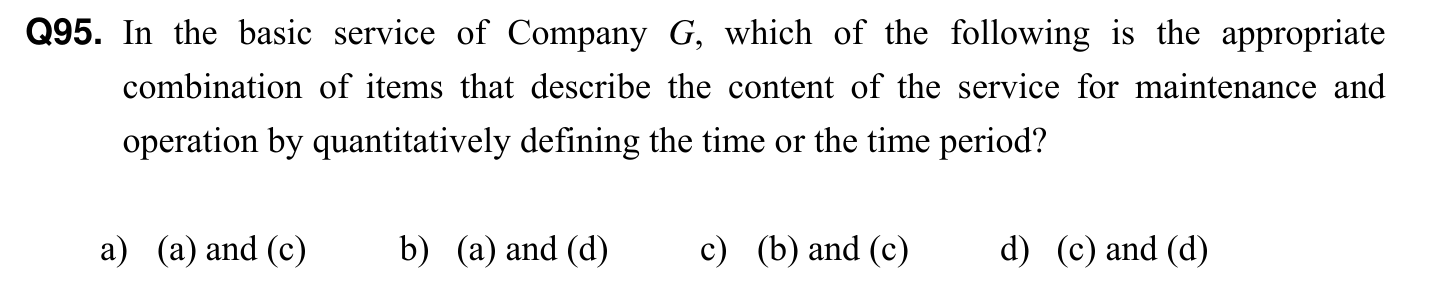 Q95. In the basic service of Company G, which of the following is the appropriate
combination of items that describe the content of the service for maintenance and
operation by quantitatively defining the time or the time period?
a) (a) and (c) b) (a) and (d) c) (b) and (c) d) (c) and (d)